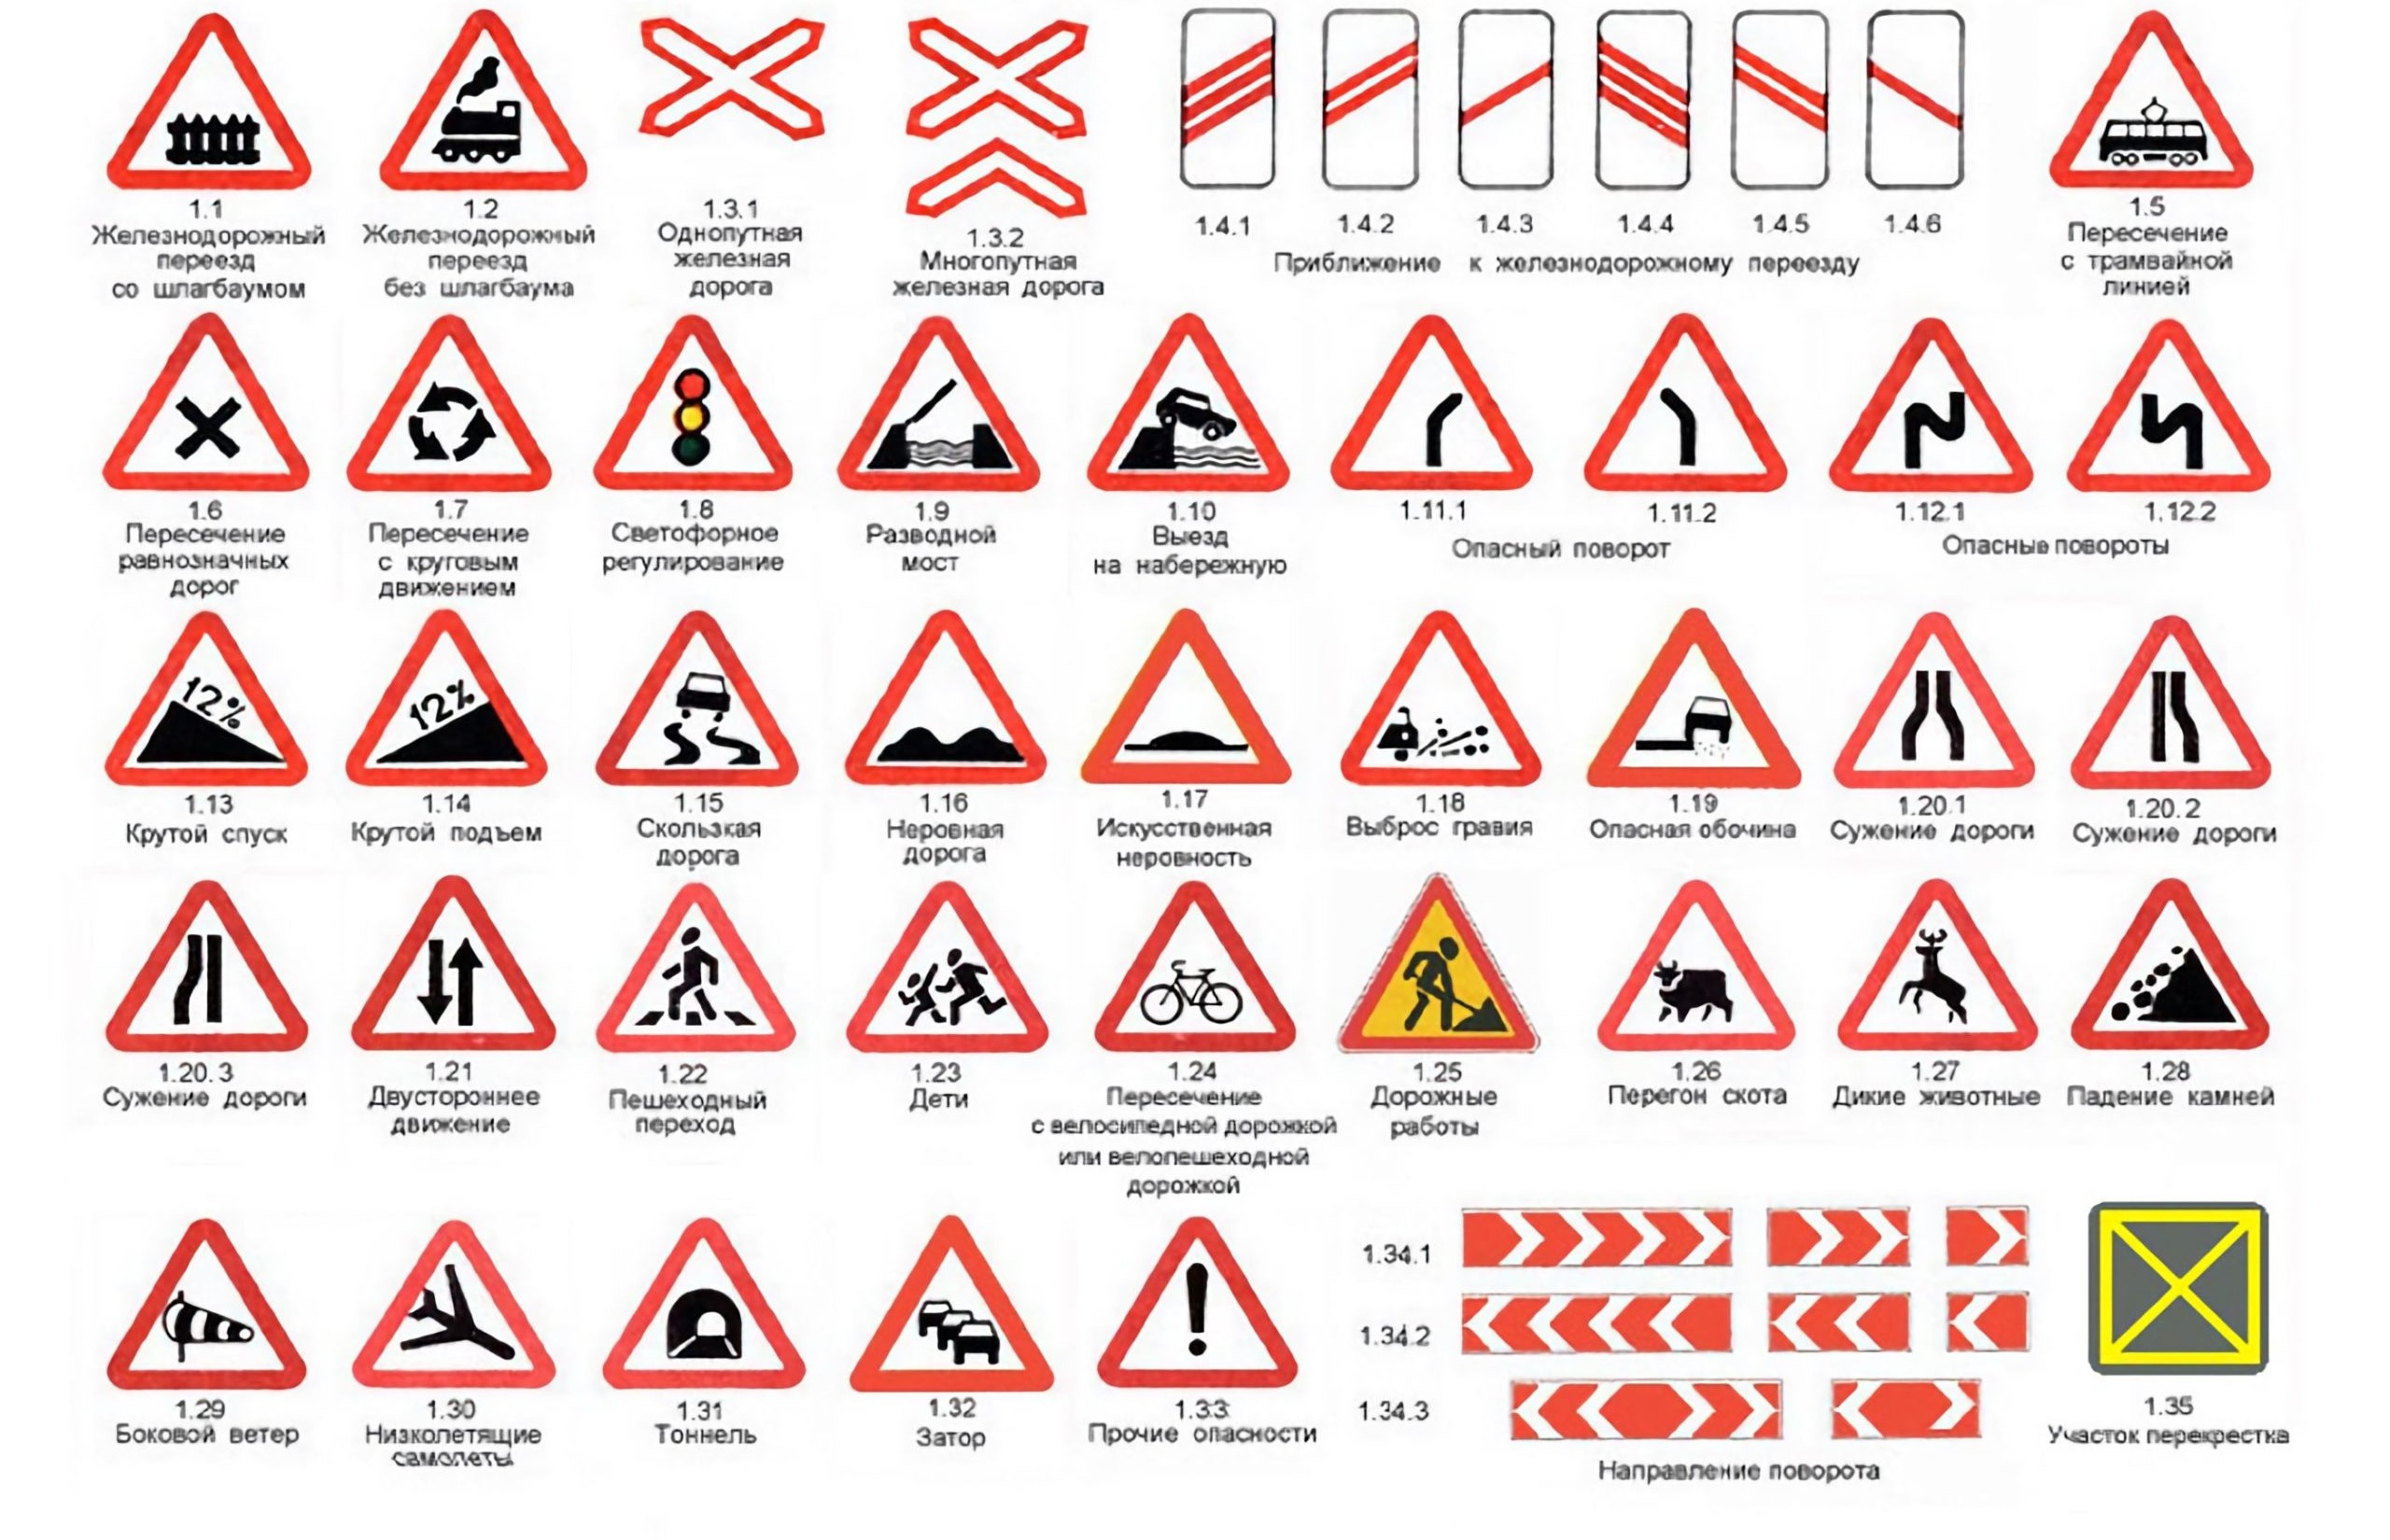 1.1
Железнодорожный
переезд
со шлагбаумом
1.2
Железнодорожный
переезд
без шлагбаума
1.3.1
Однопутная
железная
дорога
1.3.2
Многопутная
железная дорога
1.4.1
1.4.2
1.4.3
1.4.4
1.4.5
1.4.6
Приближение к железнодорожному переезду
1.5
Пересечение
с трамвайной
линией
1.6
Пересечение
равнозначных
дорог
1.7
Пересечение
с круговым
движением
1.8
Светофорное
регулирование
1.9
Разводной
мост
1.10
Выезд
на набережную
1.11.1
1.11.2
Опасный поворот
1.12.1
1.12.2
Опасные повороты
12%
1.13
Крутой спуск
12%
1.14
Крутой подъем
1.15
Скользкая
дорога
1.16
Неровная
дорога
1.17
Искусственная
неровность
1.18
Выброс гравия
1.19
Опасная обочина
1.20.1
Сужение дороги
1.20.2
Сужение дороги
1.20.3
Сужение дороги
1.21
Двустороннее
движение
1.22
Пешеходный
переход
1.23
Дети
1.24
Пересечение
с велосипедной дорожкой
или велопешеходной
дорожкой
1.25
Дорожные
работы
1.26
Перегон скота
1.27
Дикие животные
1.28
Падение камней
1.29
Боковой ветер
1.30
Низколетящие
самолеты
1.31
Тоннель
1.32
Затор
1.33
Прочие опасности
1.34.1
1.34.2
1.34.3
Направление поворота
1.35
Участок перекрестка